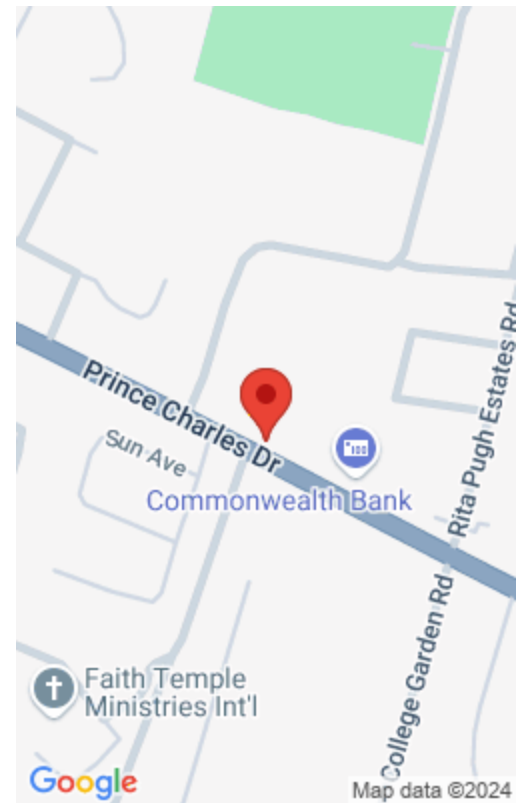 Rita Pugh Estates Rd
Prince Charles Dr
Sun Ave
Commonwealth Bank
College Garden Rd
Faith Temple
Ministries Int'l
Google
Map data ©2024